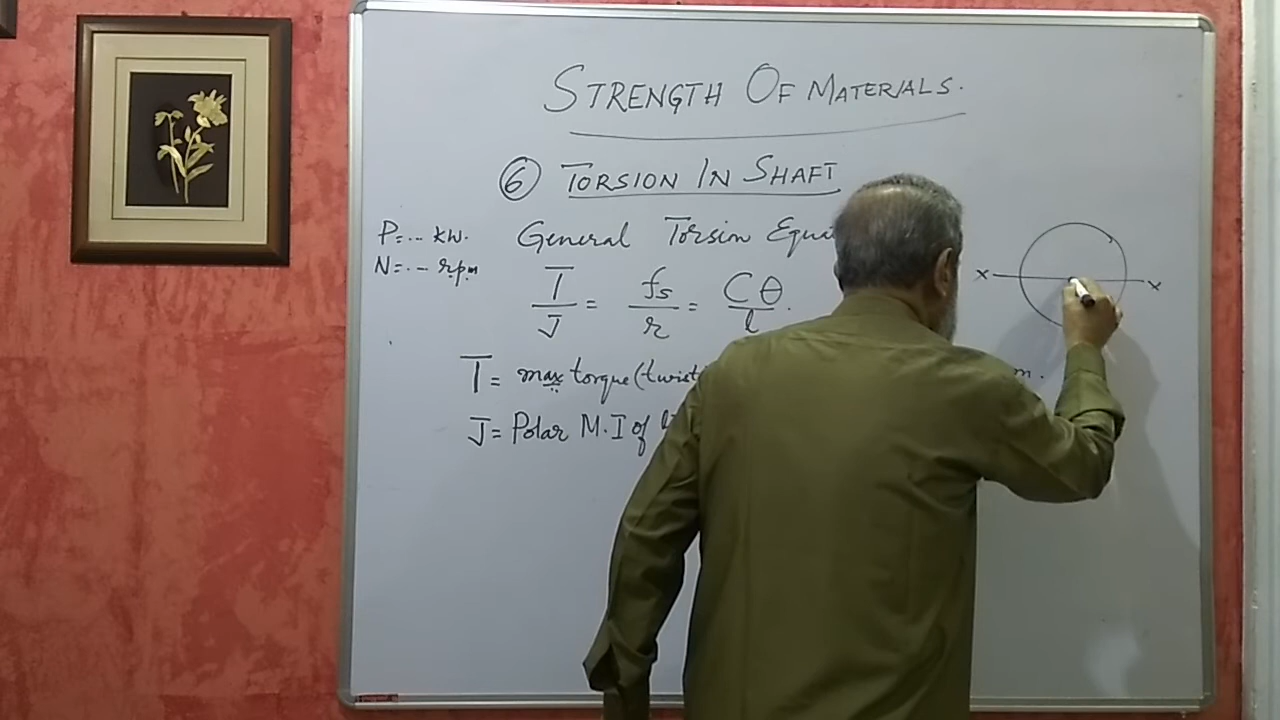 STRENGTH OF MATERIALS.
⑥ TORSION IN SHAFT
P=... kw.
N=.- rpm
General Torsion
T/J = fs/r = Cθ/l.
T= max torque
m.
J= Polar M.I of
x x